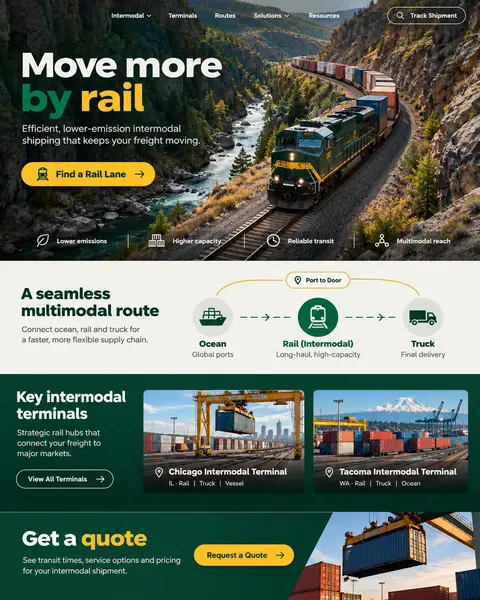 Intermodal
Terminals
Routes
Solutions
Resources
Track Shipment
Move more
by rail
Efficient, lower-emission intermodal
shipping that keeps your freight moving.
Find a Rail Lane
Lower emissions
Higher capacity
Reliable transit
Multimodal reach
A seamless
multimodal route
Connect ocean, rail and truck for
a faster, more flexible supply chain.
Port to Door
Ocean
Global ports
Rail (Intermodal)
Long-haul, high-capacity
Truck
Final delivery
Key intermodal
terminals
Strategic rail hubs that
connect your freight to
major markets.
View All Terminals
Chicago Intermodal Terminal
IL · Rail | Truck | Vessel
Tacoma Intermodal Terminal
WA · Rail | Truck | Ocean
Get a quote
See transit times, service options and pricing
for your intermodal shipment.
Request a Quote